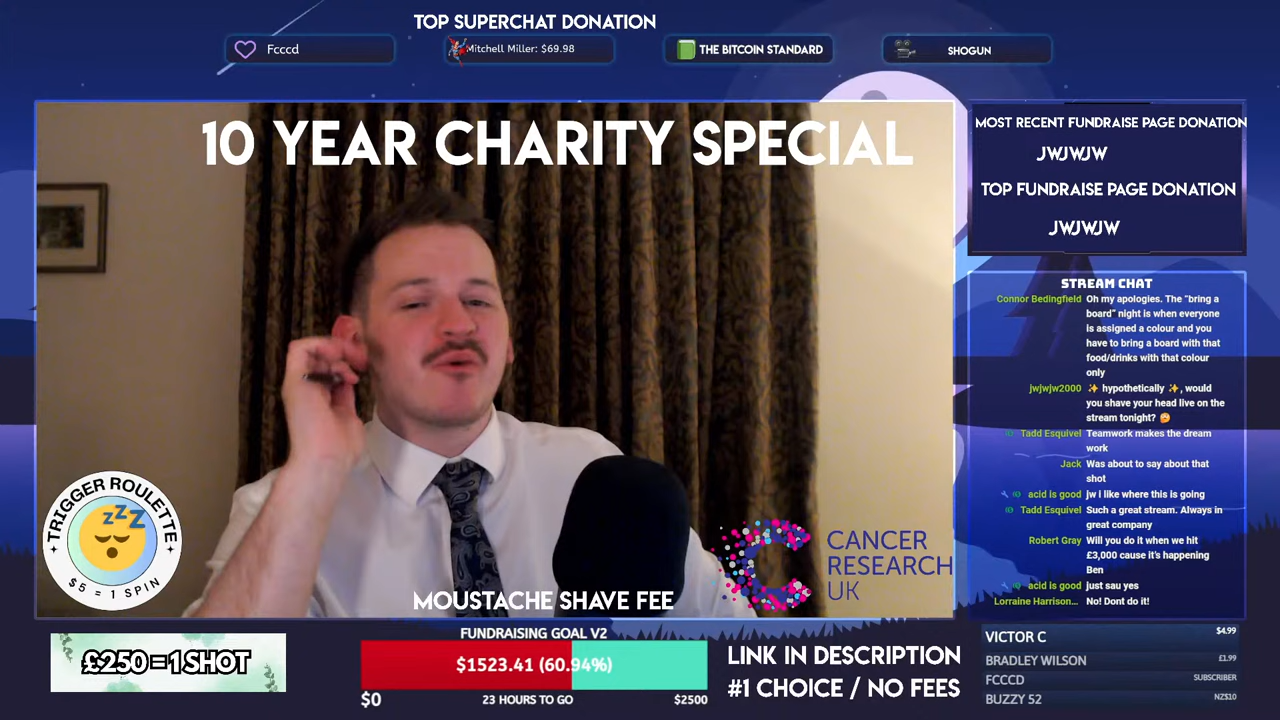 TOP SUPERCHAT DONATION
Fcccd
Mitchell Miller: $69.98
THE BITCOIN STANDARD
SHOGUN
10 YEAR CHARITY SPECIAL
MOST RECENT FUNDRAISE PAGE DONATION
JWJWJW
TOP FUNDRAISE PAGE DONATION
JWJWJW
STREAM CHAT
Connor Bedingfield Oh my apologies. The "bring a
board" night is when everyone
is assigned a colour and you
have to bring a board with that
food/drinks with that colour
only
jwjwjw2000 ✨ hypothetically ✨, would
you shave your head live on the
stream tonight? 🫣
Tadd Esquivel Teamwork makes the dream
work
Jack Was about to say about that
shot
acid is good jw i like where this is going
Tadd Esquivel Such a great stream. Always in
great company
Robert Gray Will you do it when we hit
£3,000 cause it's happening
Ben
acid is good just sau yes
Lorraine Harrison... No! Dont do it!
TRIGGER ROULETTE
zzz
$5 = 1 SPIN
CANCER
RESEARCH
UK
MOUSTACHE SHAVE FEE
£250 = 1 SHOT
FUNDRAISING GOAL V2
$1523.41 (60.94%)
$0
23 HOURS TO GO
$2500
LINK IN DESCRIPTION
#1 CHOICE / NO FEES
VICTOR C $4.99
BRADLEY WILSON £1.99
FCCCD SUBSCRIBER
BUZZY 52 NZ$10